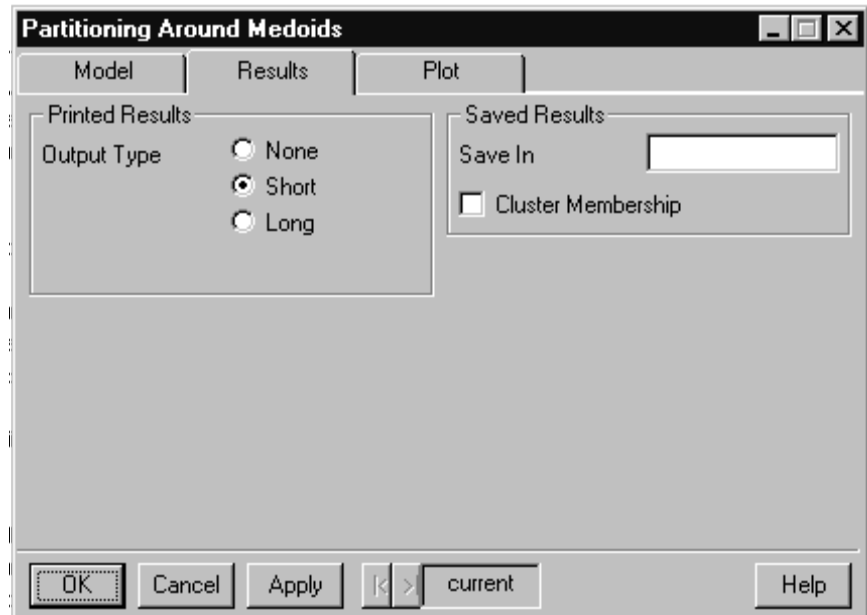 Partitioning Around Medoids
Model Results Plot
Printed Results
Output Type
None
Short
Long
Saved Results
Save In
Cluster Membership
OK Cancel Apply |< >| current Help